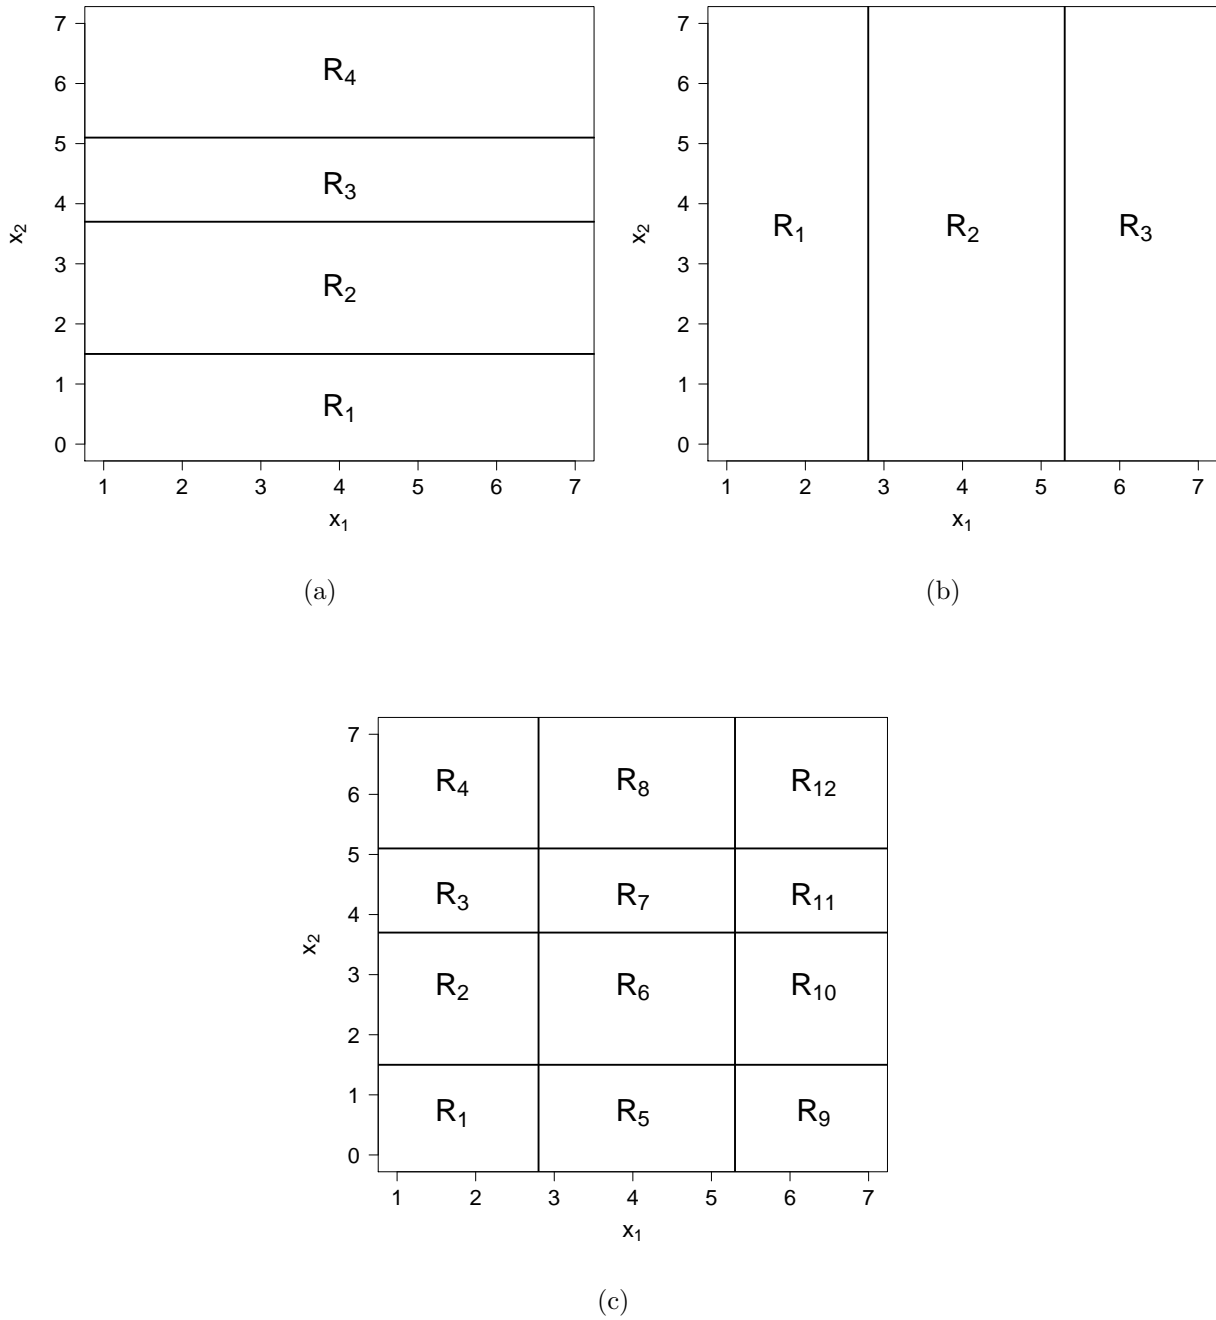 7
6
5
4
3
2
1
0
x₂
R₄
R₃
R₂
R₁
1 2 3 4 5 6 7
x₁
(a)
7
6
5
4
3
2
1
0
x₂
R₁ R₂ R₃
1 2 3 4 5 6 7
x₁
(b)
7
6
5
4
3
2
1
0
x₂
R₄ R₈ R₁₂
R₃ R₇ R₁₁
R₂ R₆ R₁₀
R₁ R₅ R₉
1 2 3 4 5 6 7
x₁
(c)